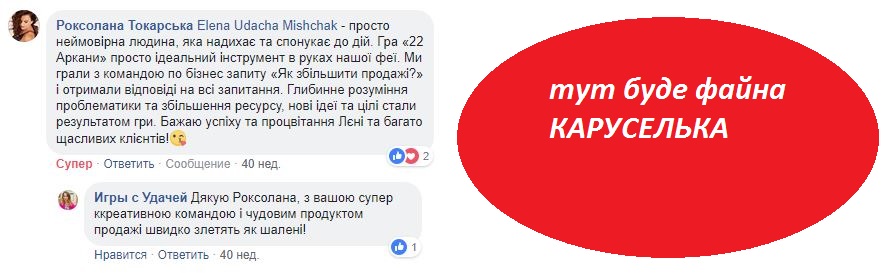 Роксолана Токарська Elena Udacha Mishchak - просто
неймовірна людина, яка надихає та спонукає до дій. Гра «22
Аркани» просто ідеальний інструмент в руках нашої феї. Ми
грали з командою по бізнес запиту «Як збільшити продажі?»
і отримали відповіді на всі запитання. Глибинне розуміння
проблематики та збільшення ресурсу, нові ідеї та цілі стали
результатом гри. Бажаю успіху та процвітання Лєні та багато
щасливих клієнтів!😘
Супер · Ответить · Сообщение · 40 нед.
2
Игры с Удачей Дякую Роксолана, з вашою супер
ккреативною командою і чудовим продуктом
продажі швидко злетять як шалені!
Нравится · Ответить · 40 нед.
1
тут буде файна
КАРУСЕЛЬКА